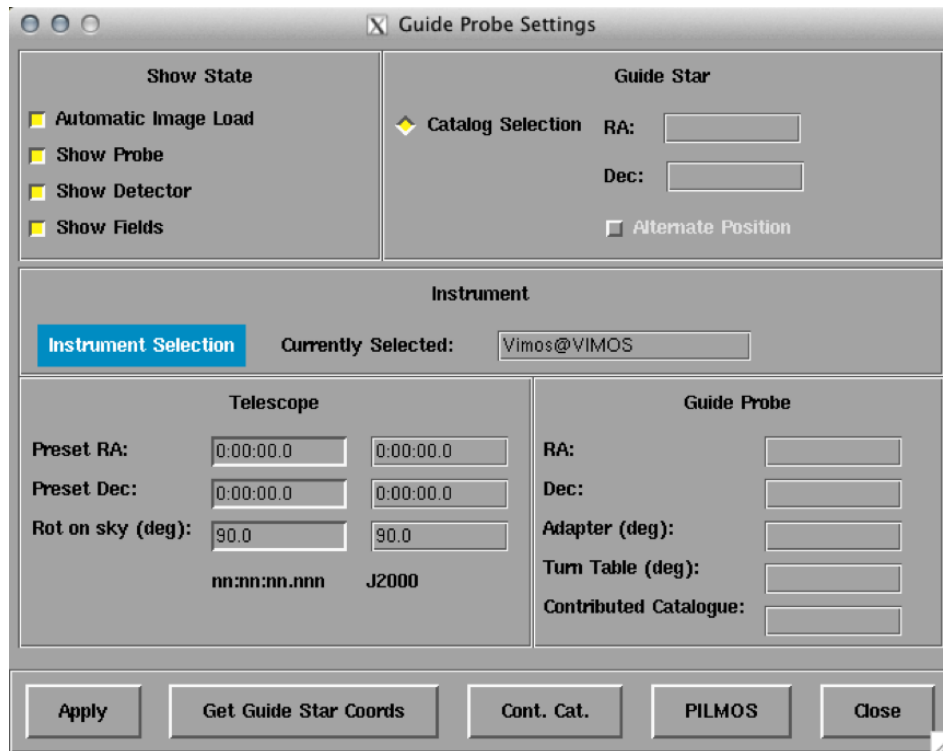 X Guide Probe Settings
Show State
Automatic Image Load
Show Probe
Show Detector
Show Fields
Guide Star
Catalog Selection RA:
Dec:
Alternate Position
Instrument
Instrument Selection Currently Selected: Vimos@VIMOS
Telescope
Preset RA: 0:00:00.0 0:00:00.0
Preset Dec: 0:00:00.0 0:00:00.0
Rot on sky (deg): 90.0 90.0
nn:nn:nn.nnn J2000
Guide Probe
RA:
Dec:
Adapter (deg):
Turn Table (deg):
Contributed Catalogue:
Apply Get Guide Star Coords Cont. Cat. PILMOS Close